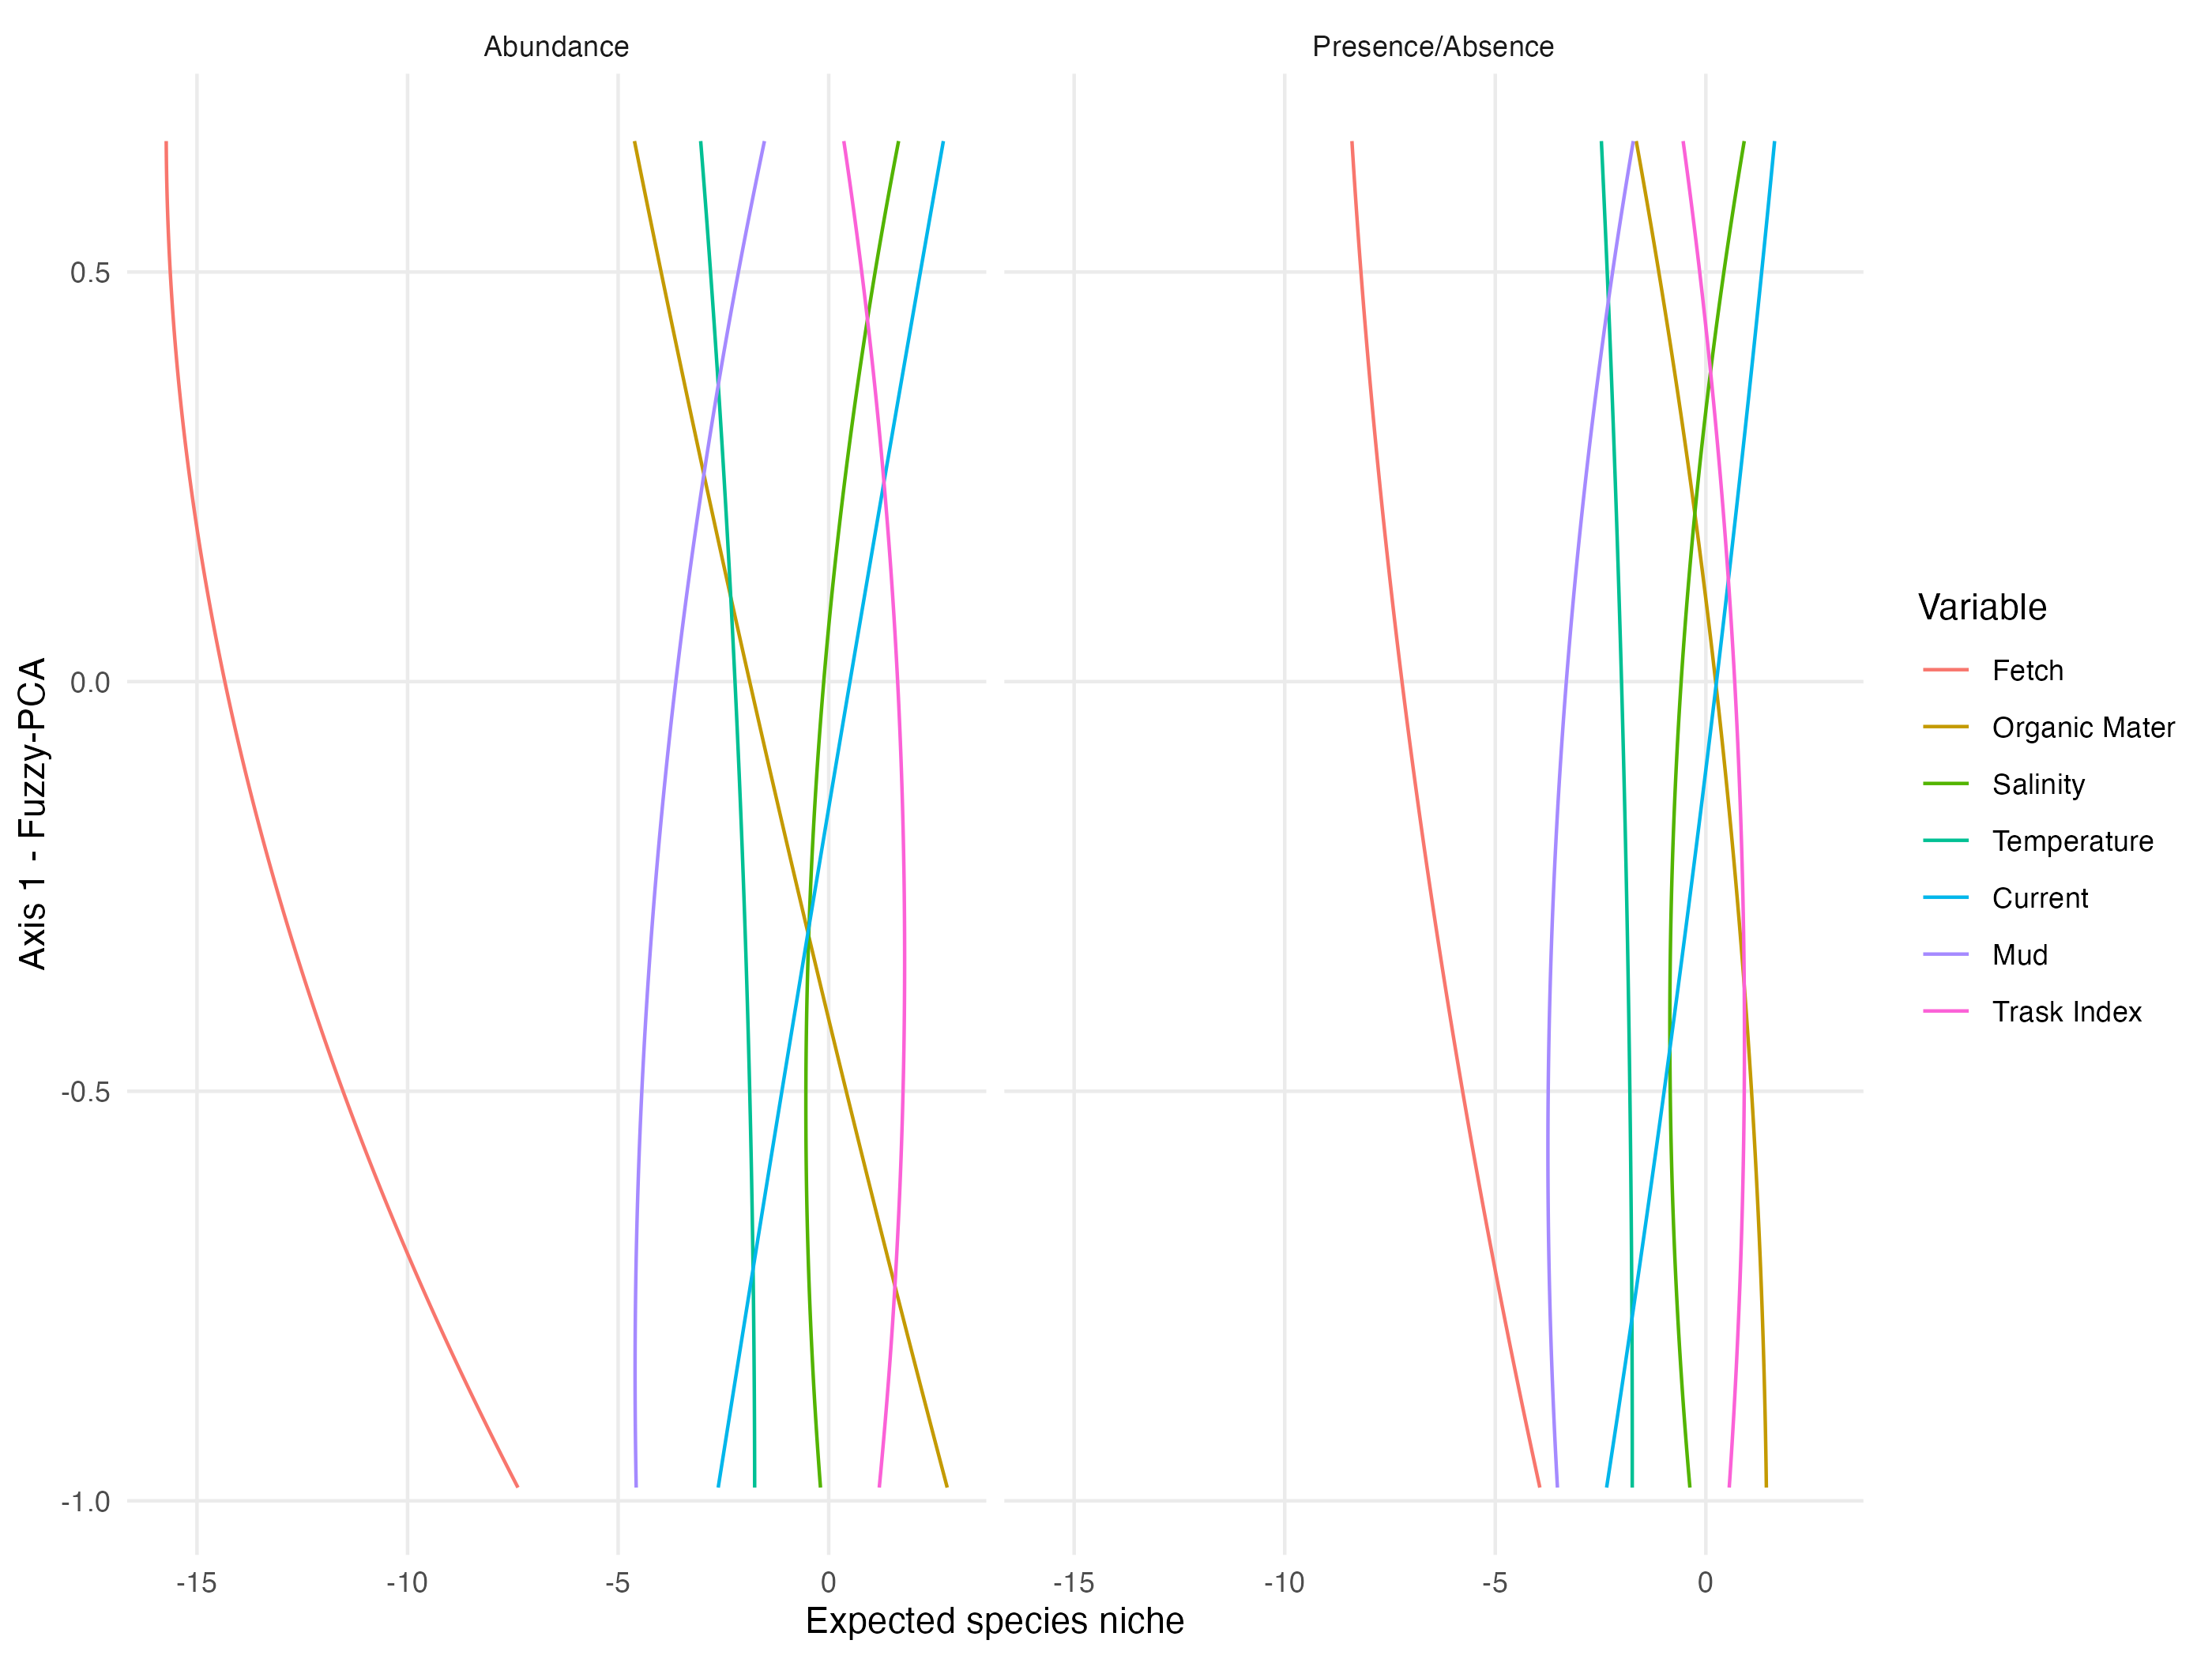 Abundance
Presence/Absence
0.5
0.0
-0.5
-1.0
Axis 1 - Fuzzy-PCA
-15
-10
-5
0
-15
-10
-5
0
Expected species niche
Variable
Fetch
Organic Mater
Salinity
Temperature
Current
Mud
Trask Index